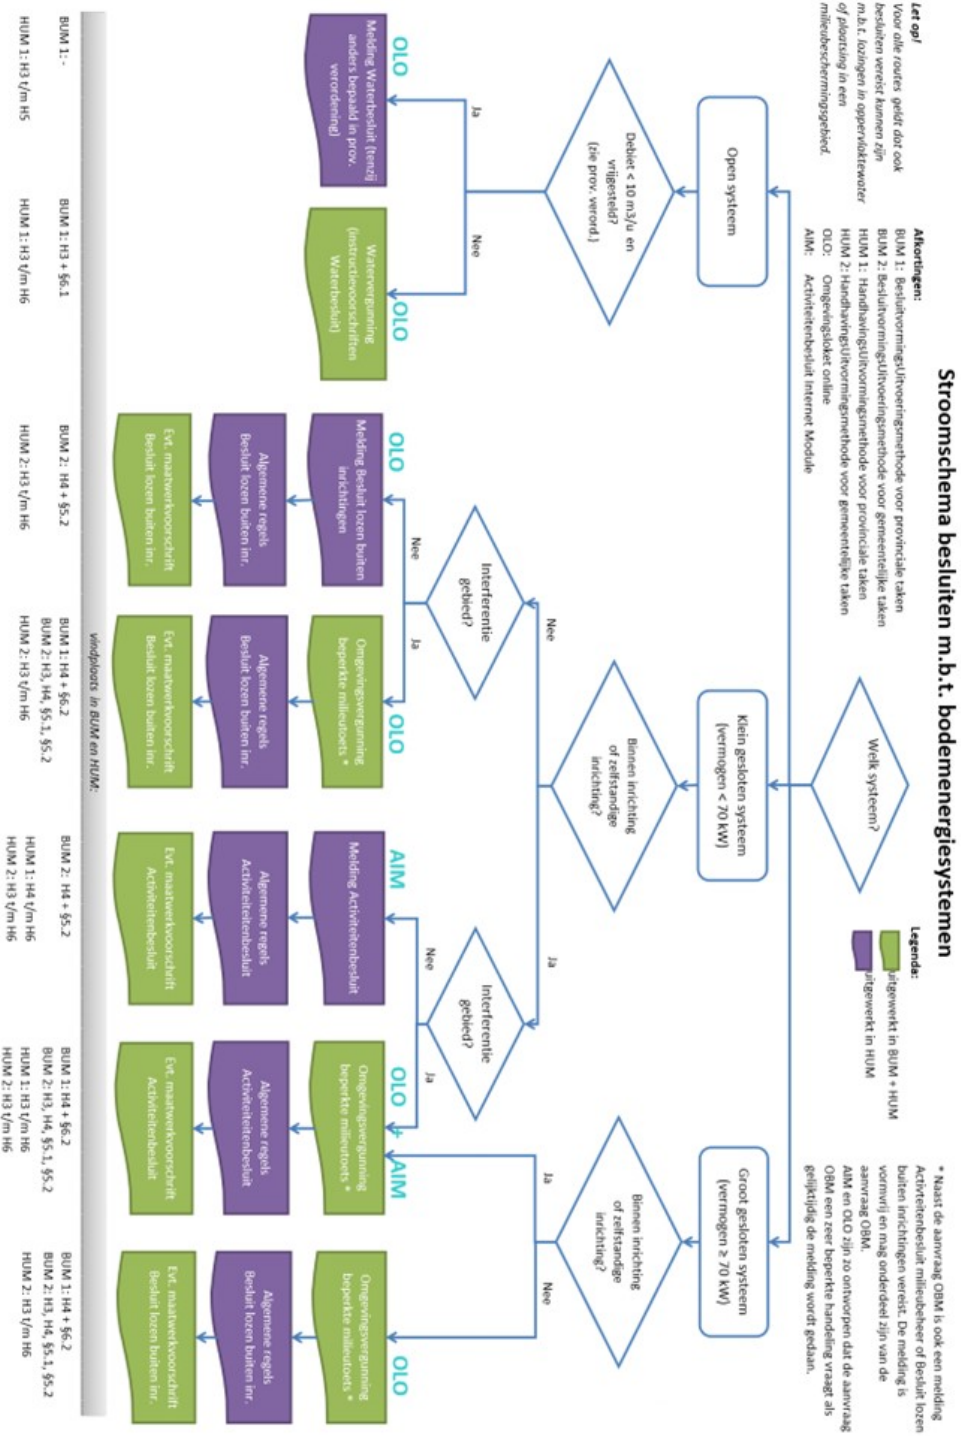 Stroomschema besluiten m.b.t. bodemenergiesystemen
Let op!
Voor alle routes geldt dat ook
besluiten vereist kunnen zijn
m.b.t. lozingen in oppervlaktewater
of plaatsing in een
milieubeschermingsgebied.
Afkortingen:
BUM 1: BesluitvormingsUitvoeringsmethode voor provinciale taken
BUM 2: BesluitvormingsUitvoeringsmethode voor gemeentelijke taken
HUM 1: HandhavingsUitvormingsmethode voor provinciale taken
HUM 2: HandhavingsUitvormingsmethode voor gemeentelijke taken
OLO: Omgevingsloket online
AIM: Activiteitenbesluit Internet Module
Legenda:
uitgewerkt in BUM + HUM
uitgewerkt in HUM
* Naast de aanvraag OBM is ook een melding
Activiteitenbesluit milieubeheer of Besluit lozen
buiten inrichtingen vereist. De melding is
vormvrij en mag onderdeel zijn van de
aanvraag OBM.
AIM en OLO zijn zo ontworpen dat de aanvraag
OBM een zeer beperkte handeling vraagt als
gelijktijdig de melding wordt gedaan.
Welk systeem?
Open systeem
Klein gesloten systeem
(vermogen < 70 kW)
Groot gesloten systeem
(vermogen ≥ 70 kW)
Debiet < 10 m3/u en
vrijgesteld?
(zie prov. verord.)
Binnen inrichting
of zelfstandige
inrichting?
Binnen inrichting
of zelfstandige
inrichting?
Nee
Ja
Interferentie
gebied?
Interferentie
gebied?
Ja
Nee
Nee
Ja
Nee
Ja
Ja
Nee
OLO
OLO
OLO
OLO
AIM
OLO + AIM
OLO
Melding Waterbesluit (tenzij
anders bepaald in prov.
verordening)
Watervergunning
(instructievoorschriften
Waterbesluit)
Melding Besluit lozen buiten
inrichtingen
Omgevingsvergunning
beperkte milieutoets *
Melding Activiteitenbesluit
Omgevingsvergunning
beperkte milieutoets *
Omgevingsvergunning
beperkte milieutoets *
Algemene regels
Besluit lozen buiten inr.
Algemene regels
Besluit lozen buiten inr.
Algemene regels
Activiteitenbesluit
Algemene regels
Activiteitenbesluit
Algemene regels
Besluit lozen buiten inr.
Evt. maatwerkvoorschrift
Besluit lozen buiten inr.
Evt. maatwerkvoorschrift
Besluit lozen buiten inr.
Evt. maatwerkvoorschrift
Activiteitenbesluit
Evt. maatwerkvoorschrift
Activiteitenbesluit
Evt. maatwerkvoorschrift
Besluit lozen buiten inr.
vindplaats in BUM en HUM:
BUM 1: -
HUM 1: H3 t/m H5
BUM 1: H3 + §6.1
HUM 1: H3 t/m H6
BUM 2: H4 + §5.2
HUM 2: H3 t/m H6
BUM 1: H4 + §6.2
BUM 2: H3, H4, §5.1, §5.2
HUM 2: H3 t/m H6
BUM 2: H4 + §5.2
HUM 1: H4 t/m H6
HUM 2: H3 t/m H6
BUM 1: H4 + §6.2
BUM 2: H3, H4, §5.1, §5.2
HUM 1: H3 t/m H6
HUM 2: H3 t/m H6
BUM 1: H4 + §6.2
BUM 2: H3, H4, §5.1, §5.2
HUM 2: H3 t/m H6